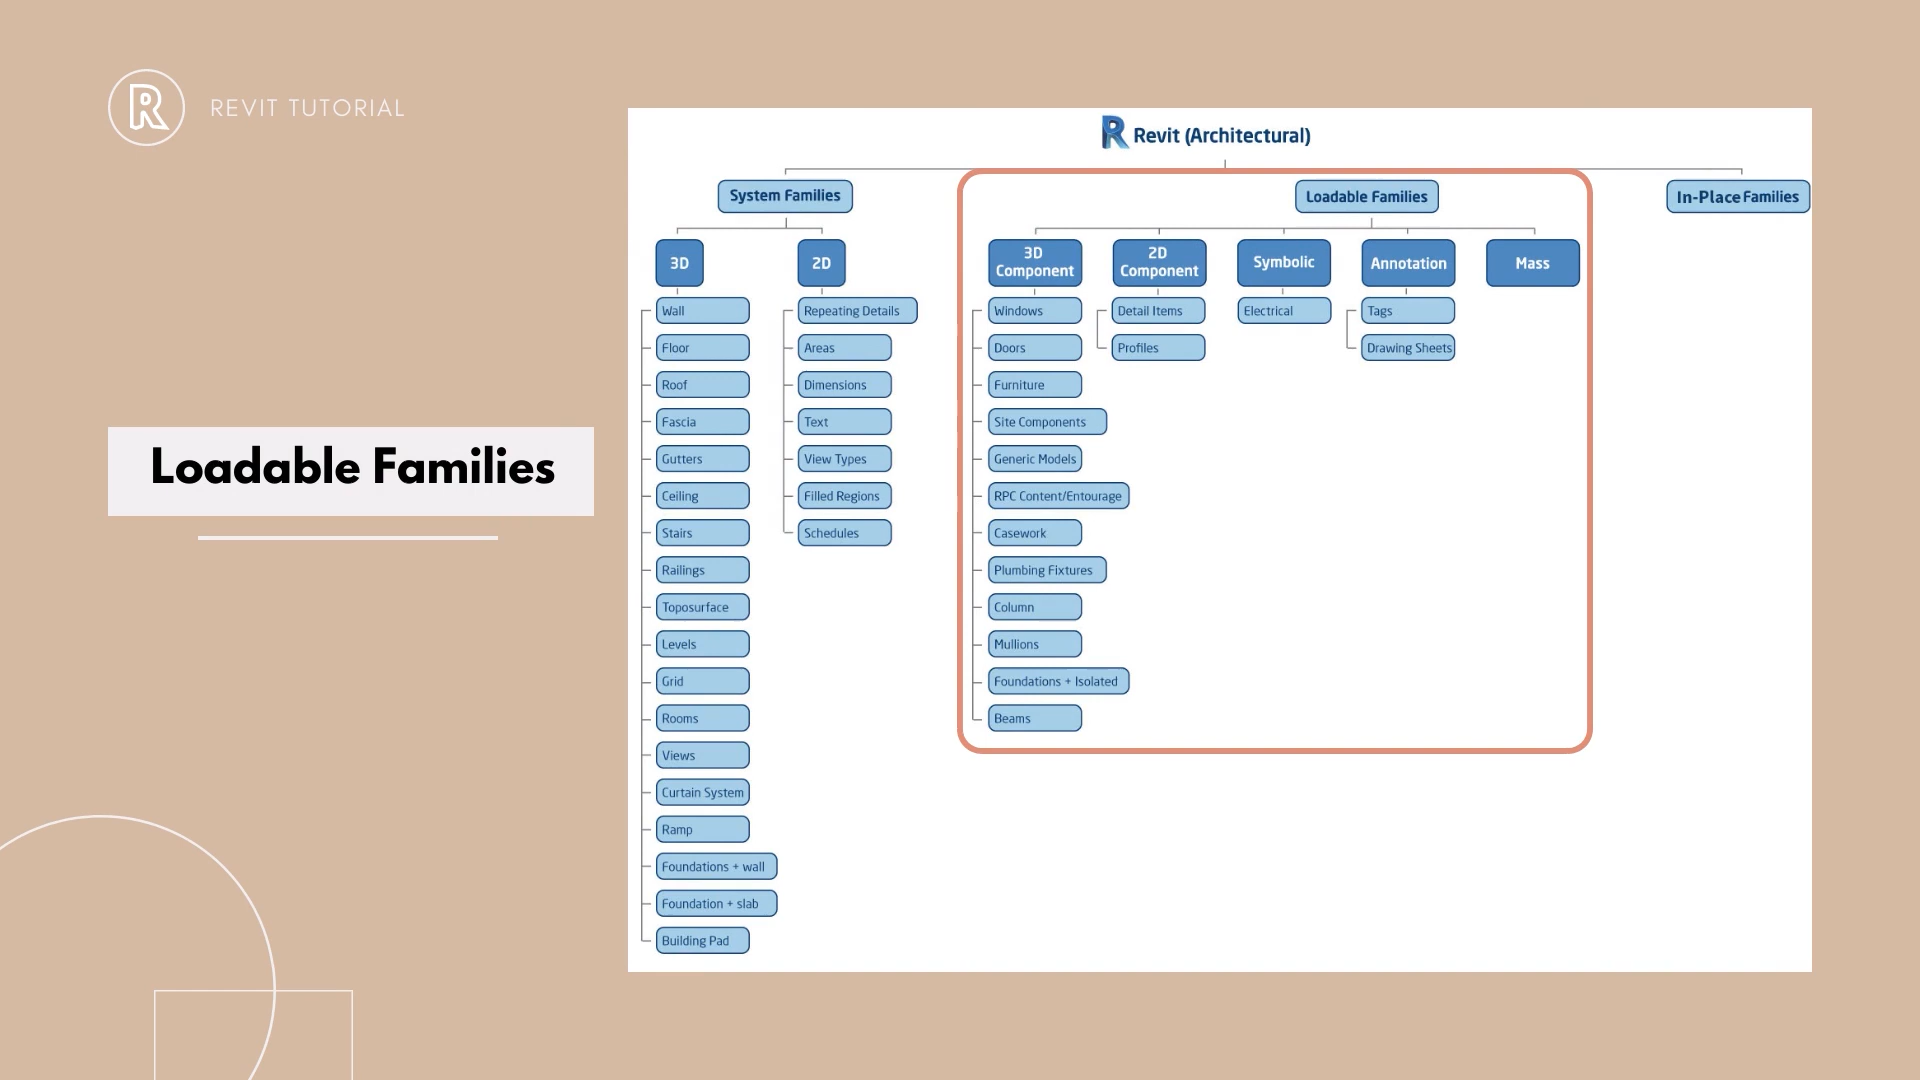 R
REVIT TUTORIAL
Loadable Families
R Revit (Architectural)
System Families
3D
Wall
Floor
Roof
Fascia
Gutters
Ceiling
Stairs
Railings
Toposurface
Levels
Grid
Rooms
Views
Curtain System
Ramp
Foundations + wall
Foundation + slab
Building Pad
2D
Repeating Details
Areas
Dimensions
Text
View Types
Filled Regions
Schedules
Loadable Families
3D
Component
Windows
Doors
Furniture
Site Components
Generic Models
RPC Content/Entourage
Casework
Plumbing Fixtures
Column
Mullions
Foundations + Isolated
Beams
2D
Component
Detail Items
Profiles
Symbolic
Electrical
Annotation
Tags
Drawing Sheets
Mass
In-Place Families